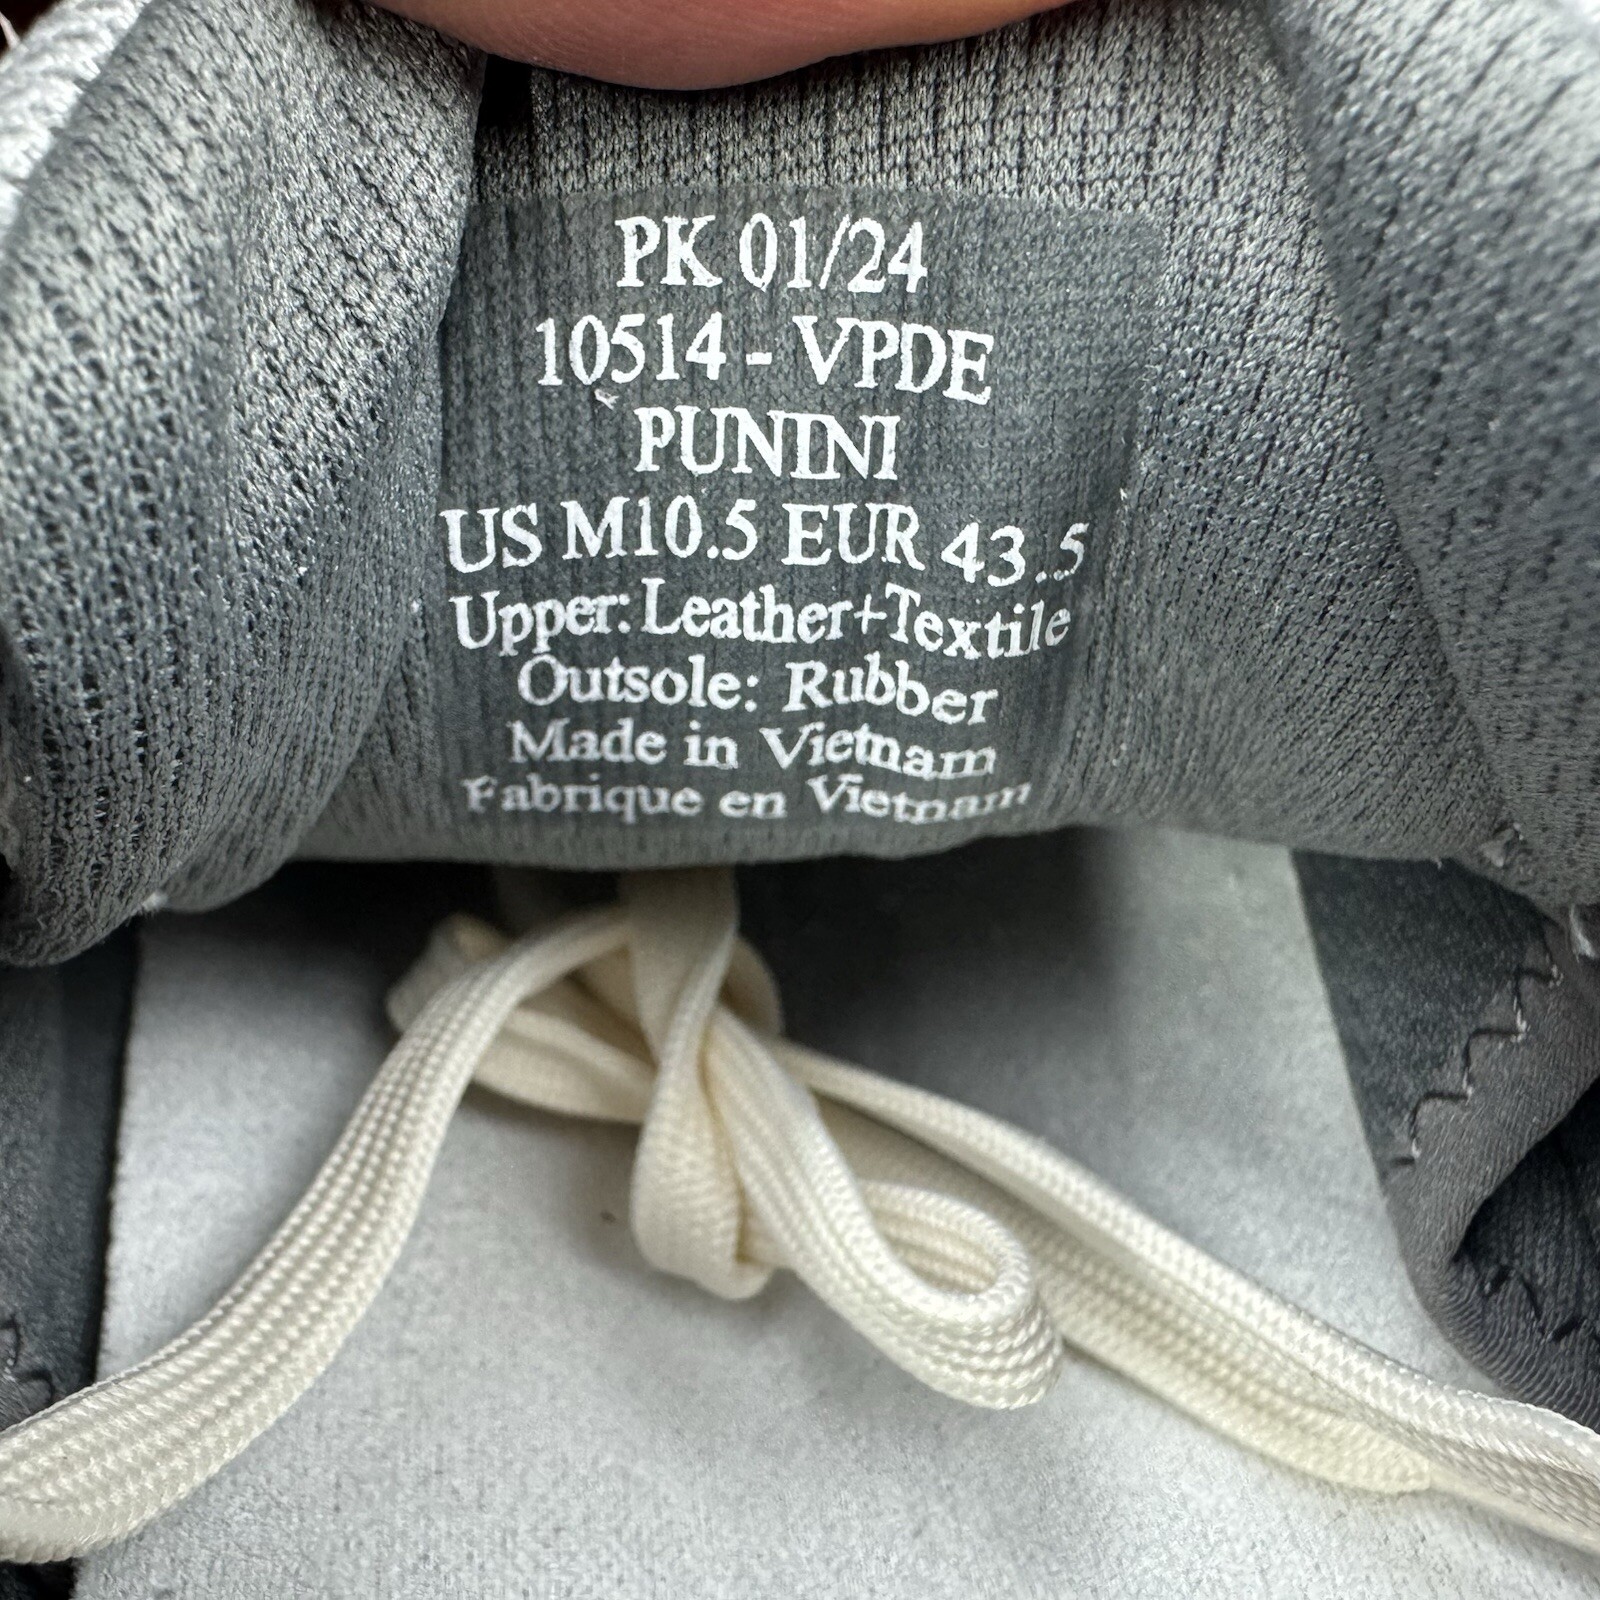 PK 01/24
10514 - VPDE
PUNINI
US M10.5 EUR 43.5
Upper: Leather+Textile
Outsole: Rubber
Made in Vietnam
Fabrique en Vietnam